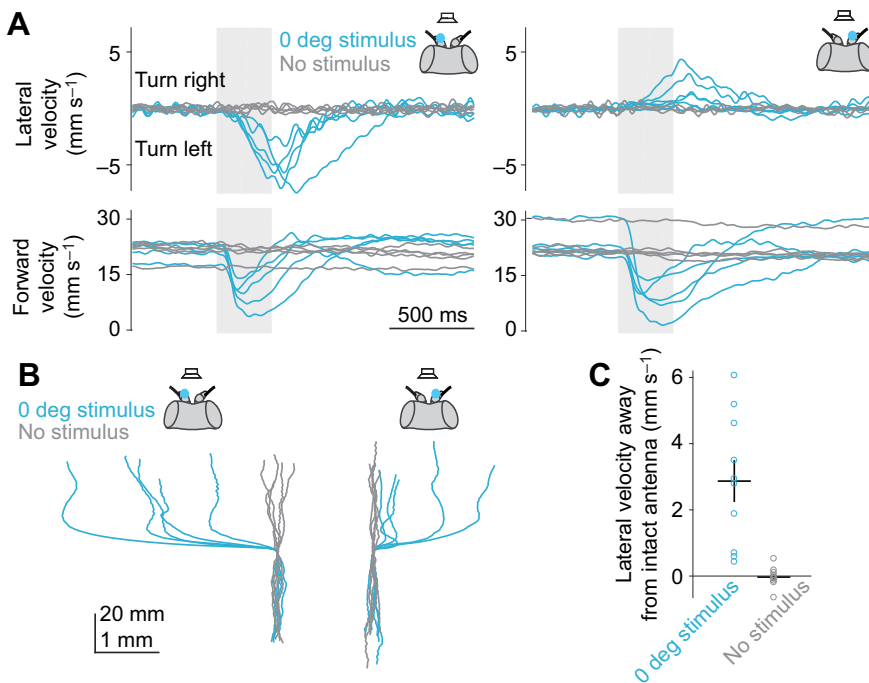 A
0 deg stimulus
No stimulus
5
0
–5
Lateral
velocity
(mm s–1)
Turn right
Turn left
5
0
–5
30
15
0
Forward
velocity
(mm s–1)
500 ms
30
15
0
B
0 deg stimulus
No stimulus
20 mm
1 mm
C
Lateral velocity away
from intact antenna (mm s–1)
6
4
2
0
0 deg stimulus
No stimulus